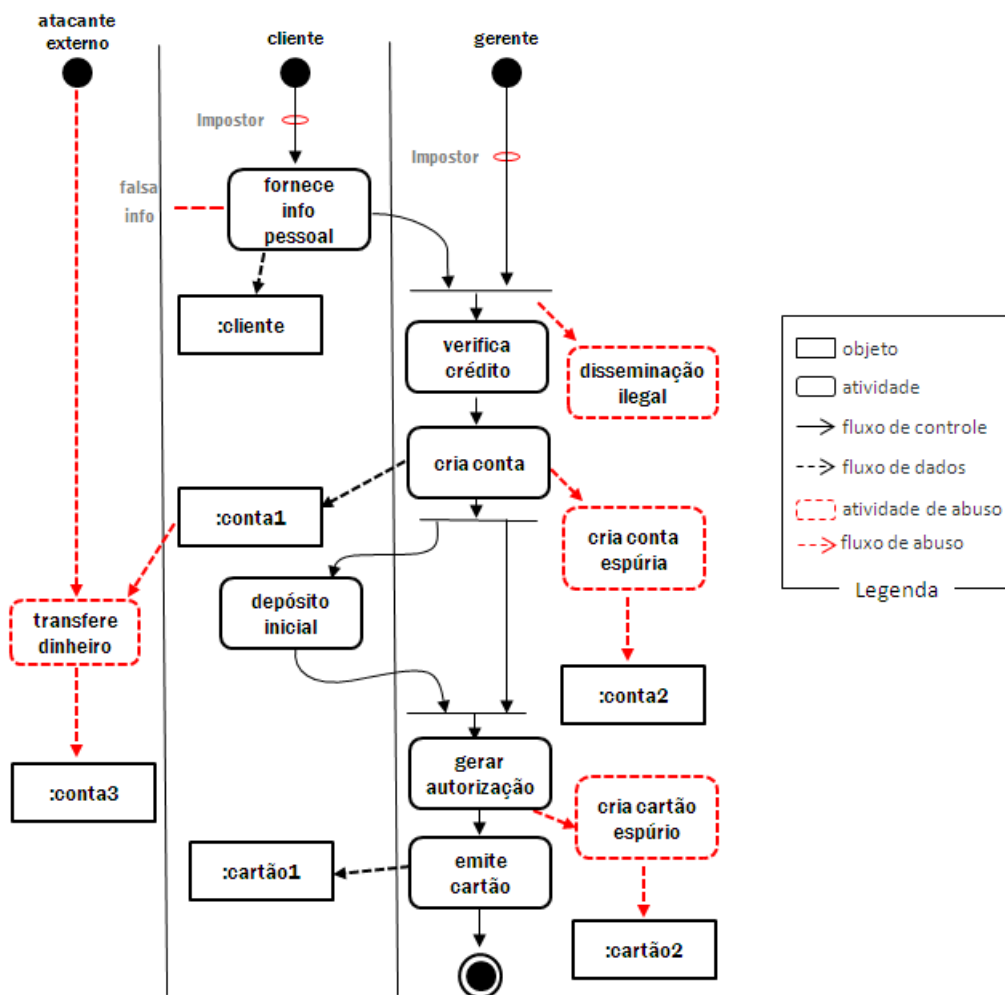 atacante
externo
cliente
gerente
Impostor
Impostor
falsa
info
fornece
info
pessoal
:cliente
verifica
crédito
disseminação
ilegal
cria conta
:conta1
cria conta
espúria
depósito
inicial
transfere
dinheiro
:conta2
:conta3
gerar
autorização
cria cartão
espúrio
:cartão1
emite
cartão
:cartão2
objeto
atividade
fluxo de controle
fluxo de dados
atividade de abuso
fluxo de abuso
Legenda